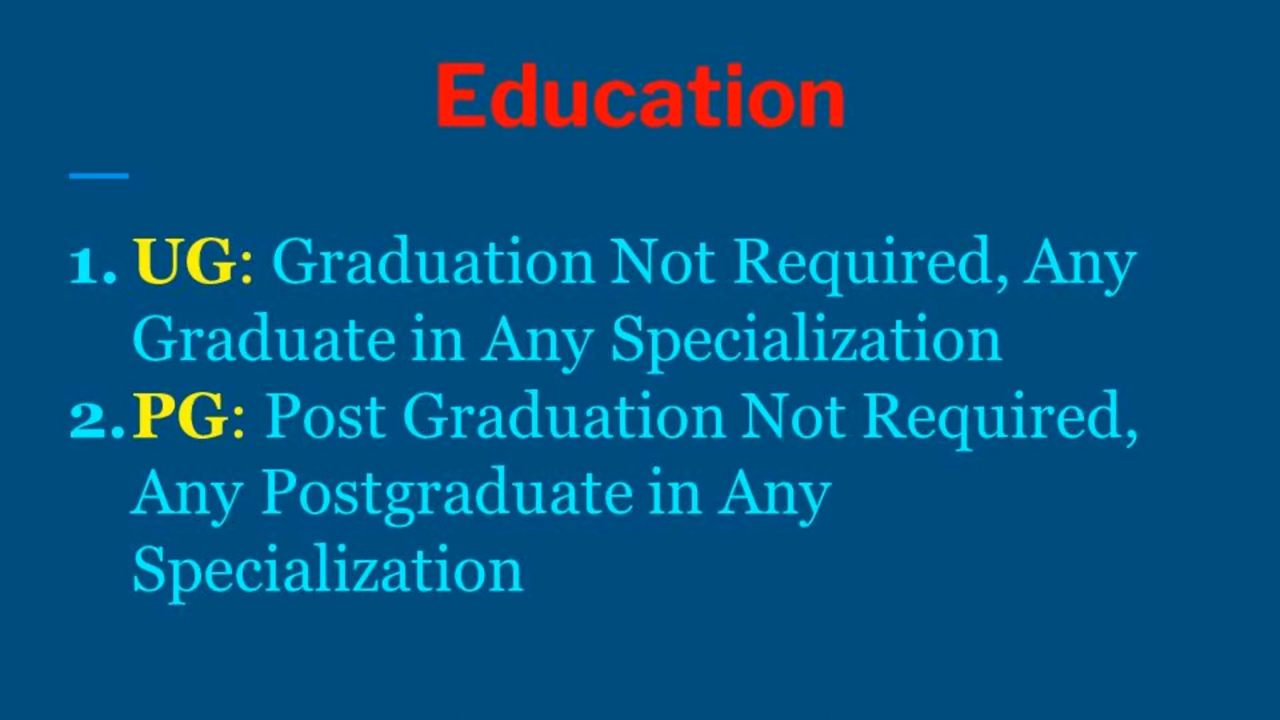 Education
1. UG: Graduation Not Required, Any
Graduate in Any Specialization
2. PG: Post Graduation Not Required,
Any Postgraduate in Any
Specialization